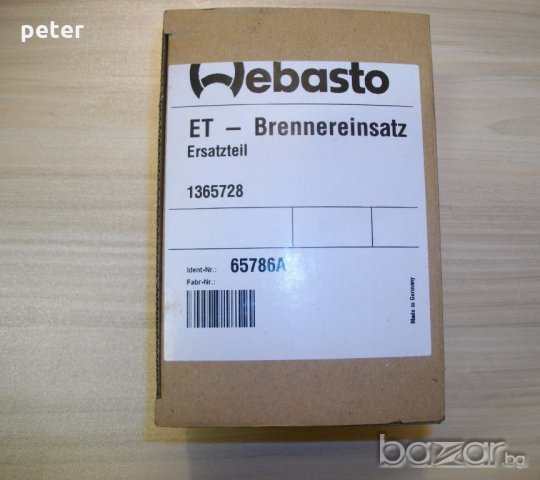 peter
Webasto
ET – Brennereinsatz
Ersatzteil
1365728
Ident-Nr.: 65786A
Fabr-Nr.:
Made in Germany
bazar.bg